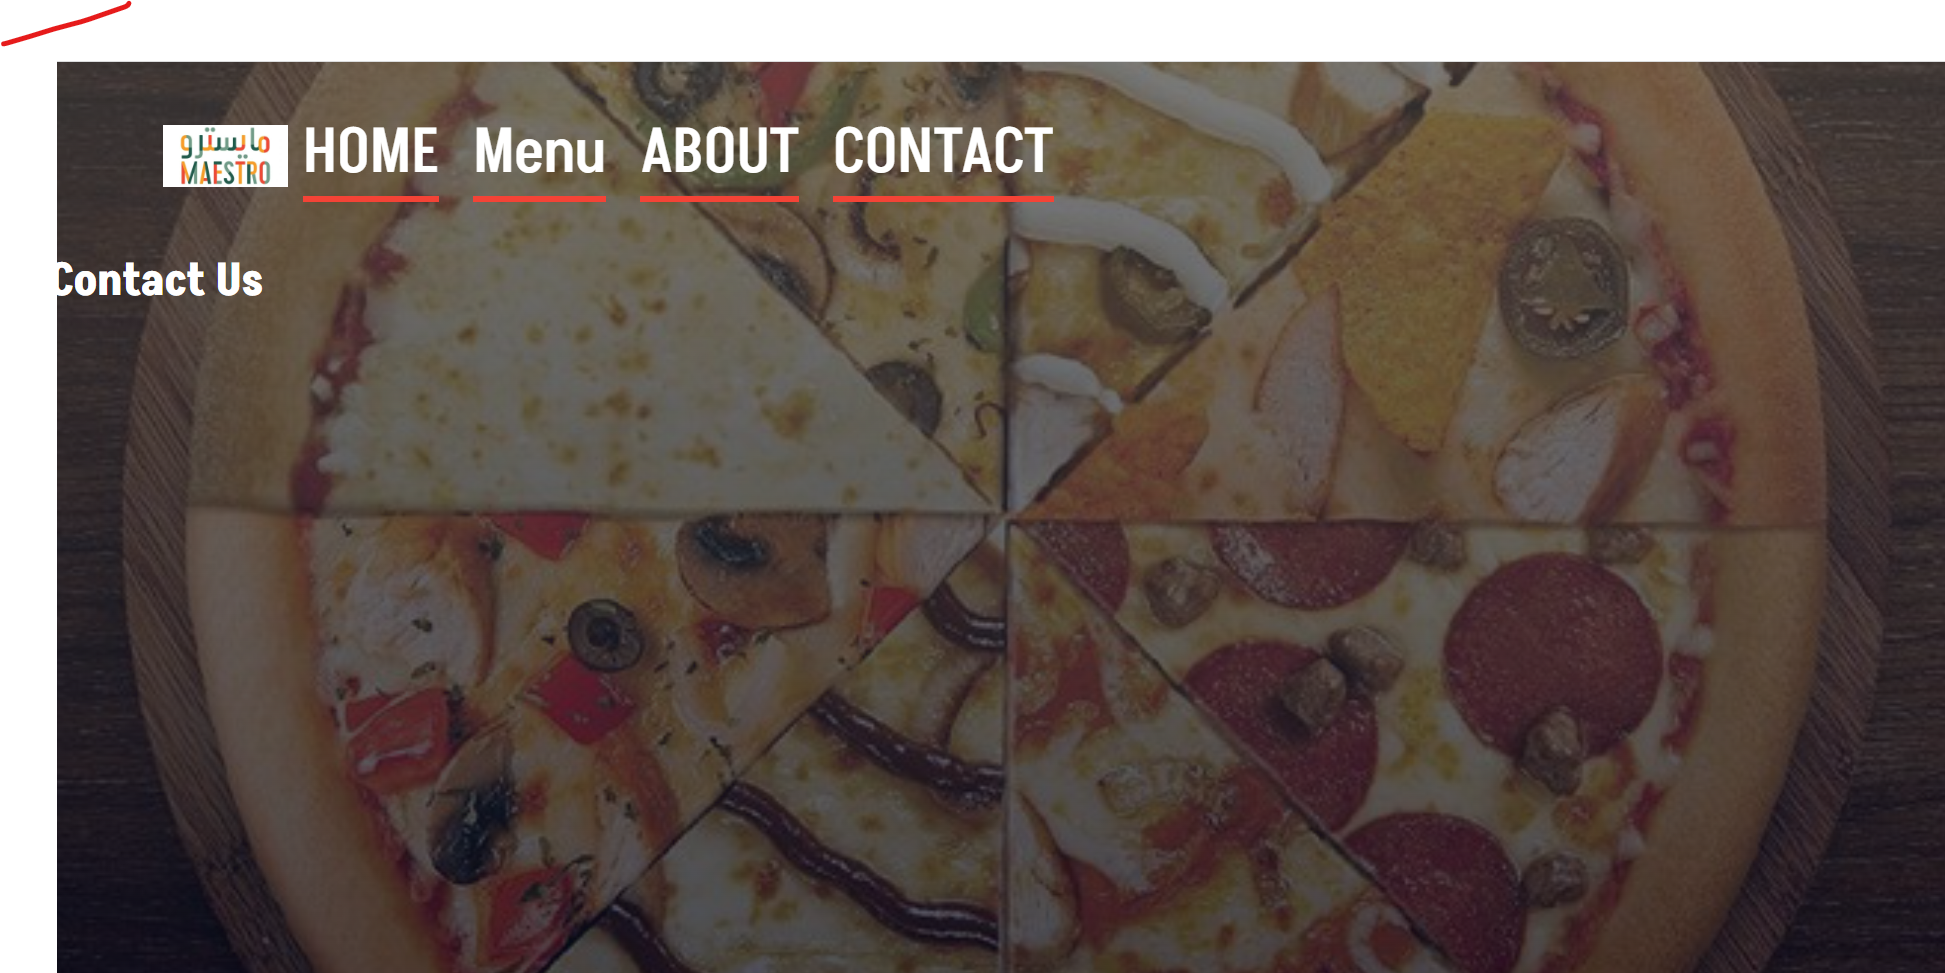 مايسترو
MAESTRO
HOME Menu ABOUT CONTACT
Contact Us